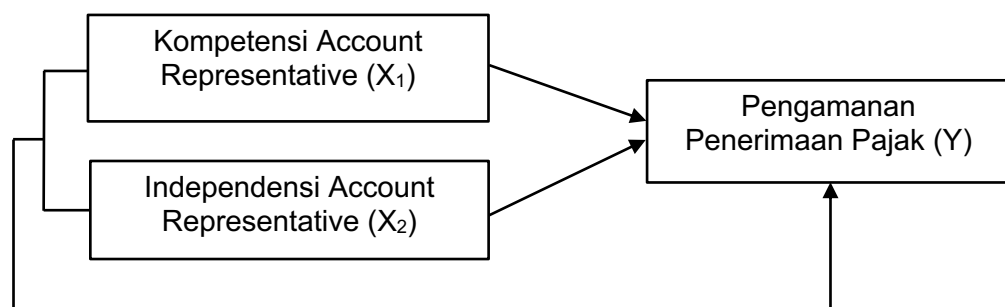 Kompetensi Account
Representative (X₁)
Pengamanan
Penerimaan Pajak (Y)
Independensi Account
Representative (X₂)